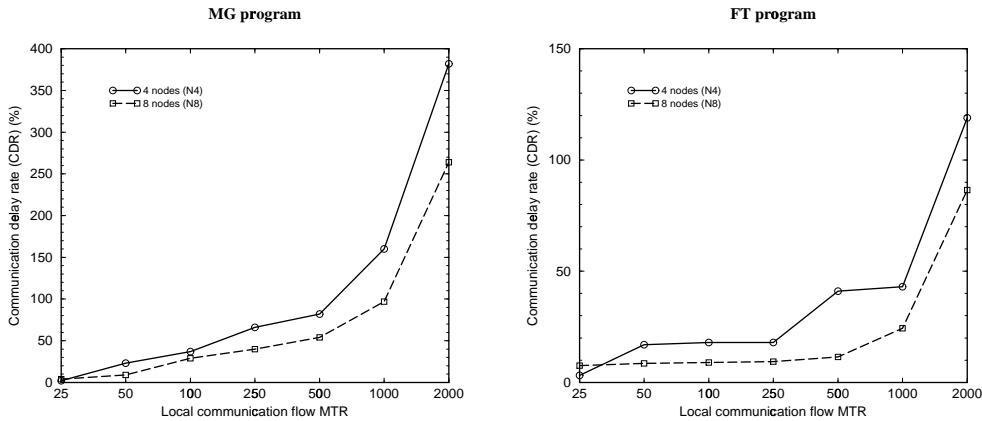 MG program
400
350
300
250
200
150
100
50
0
Communication delay rate (CDR) (%)
4 nodes (N4)
8 nodes (N8)
25 50 100 250 500 1000 2000
Local communication flow MTR
FT program
150
100
50
0
Communication delay rate (CDR) (%)
4 nodes (N4)
8 nodes (N8)
25 50 100 250 500 1000 2000
Local communication flow MTR